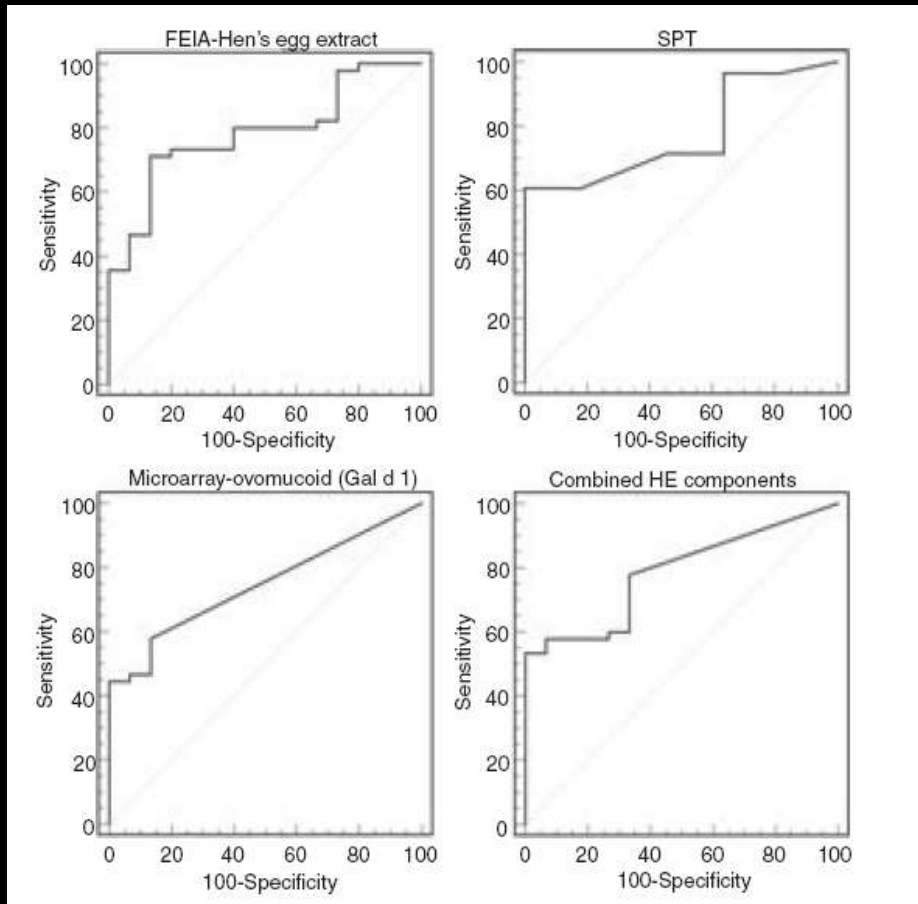 FEIA-Hen's egg extract
100
80
60
40
20
0
Sensitivity
0 20 40 60 80 100
100-Specificity
SPT
100
80
60
40
20
0
Sensitivity
0 20 40 60 80 100
100-Specificity
Microarray-ovomucoid (Gal d 1)
100
80
60
40
20
0
Sensitivity
0 20 40 60 80 100
100-Specificity
Combined HE components
100
80
60
40
20
0
Sensitivity
0 20 40 60 80 100
100-Specificity